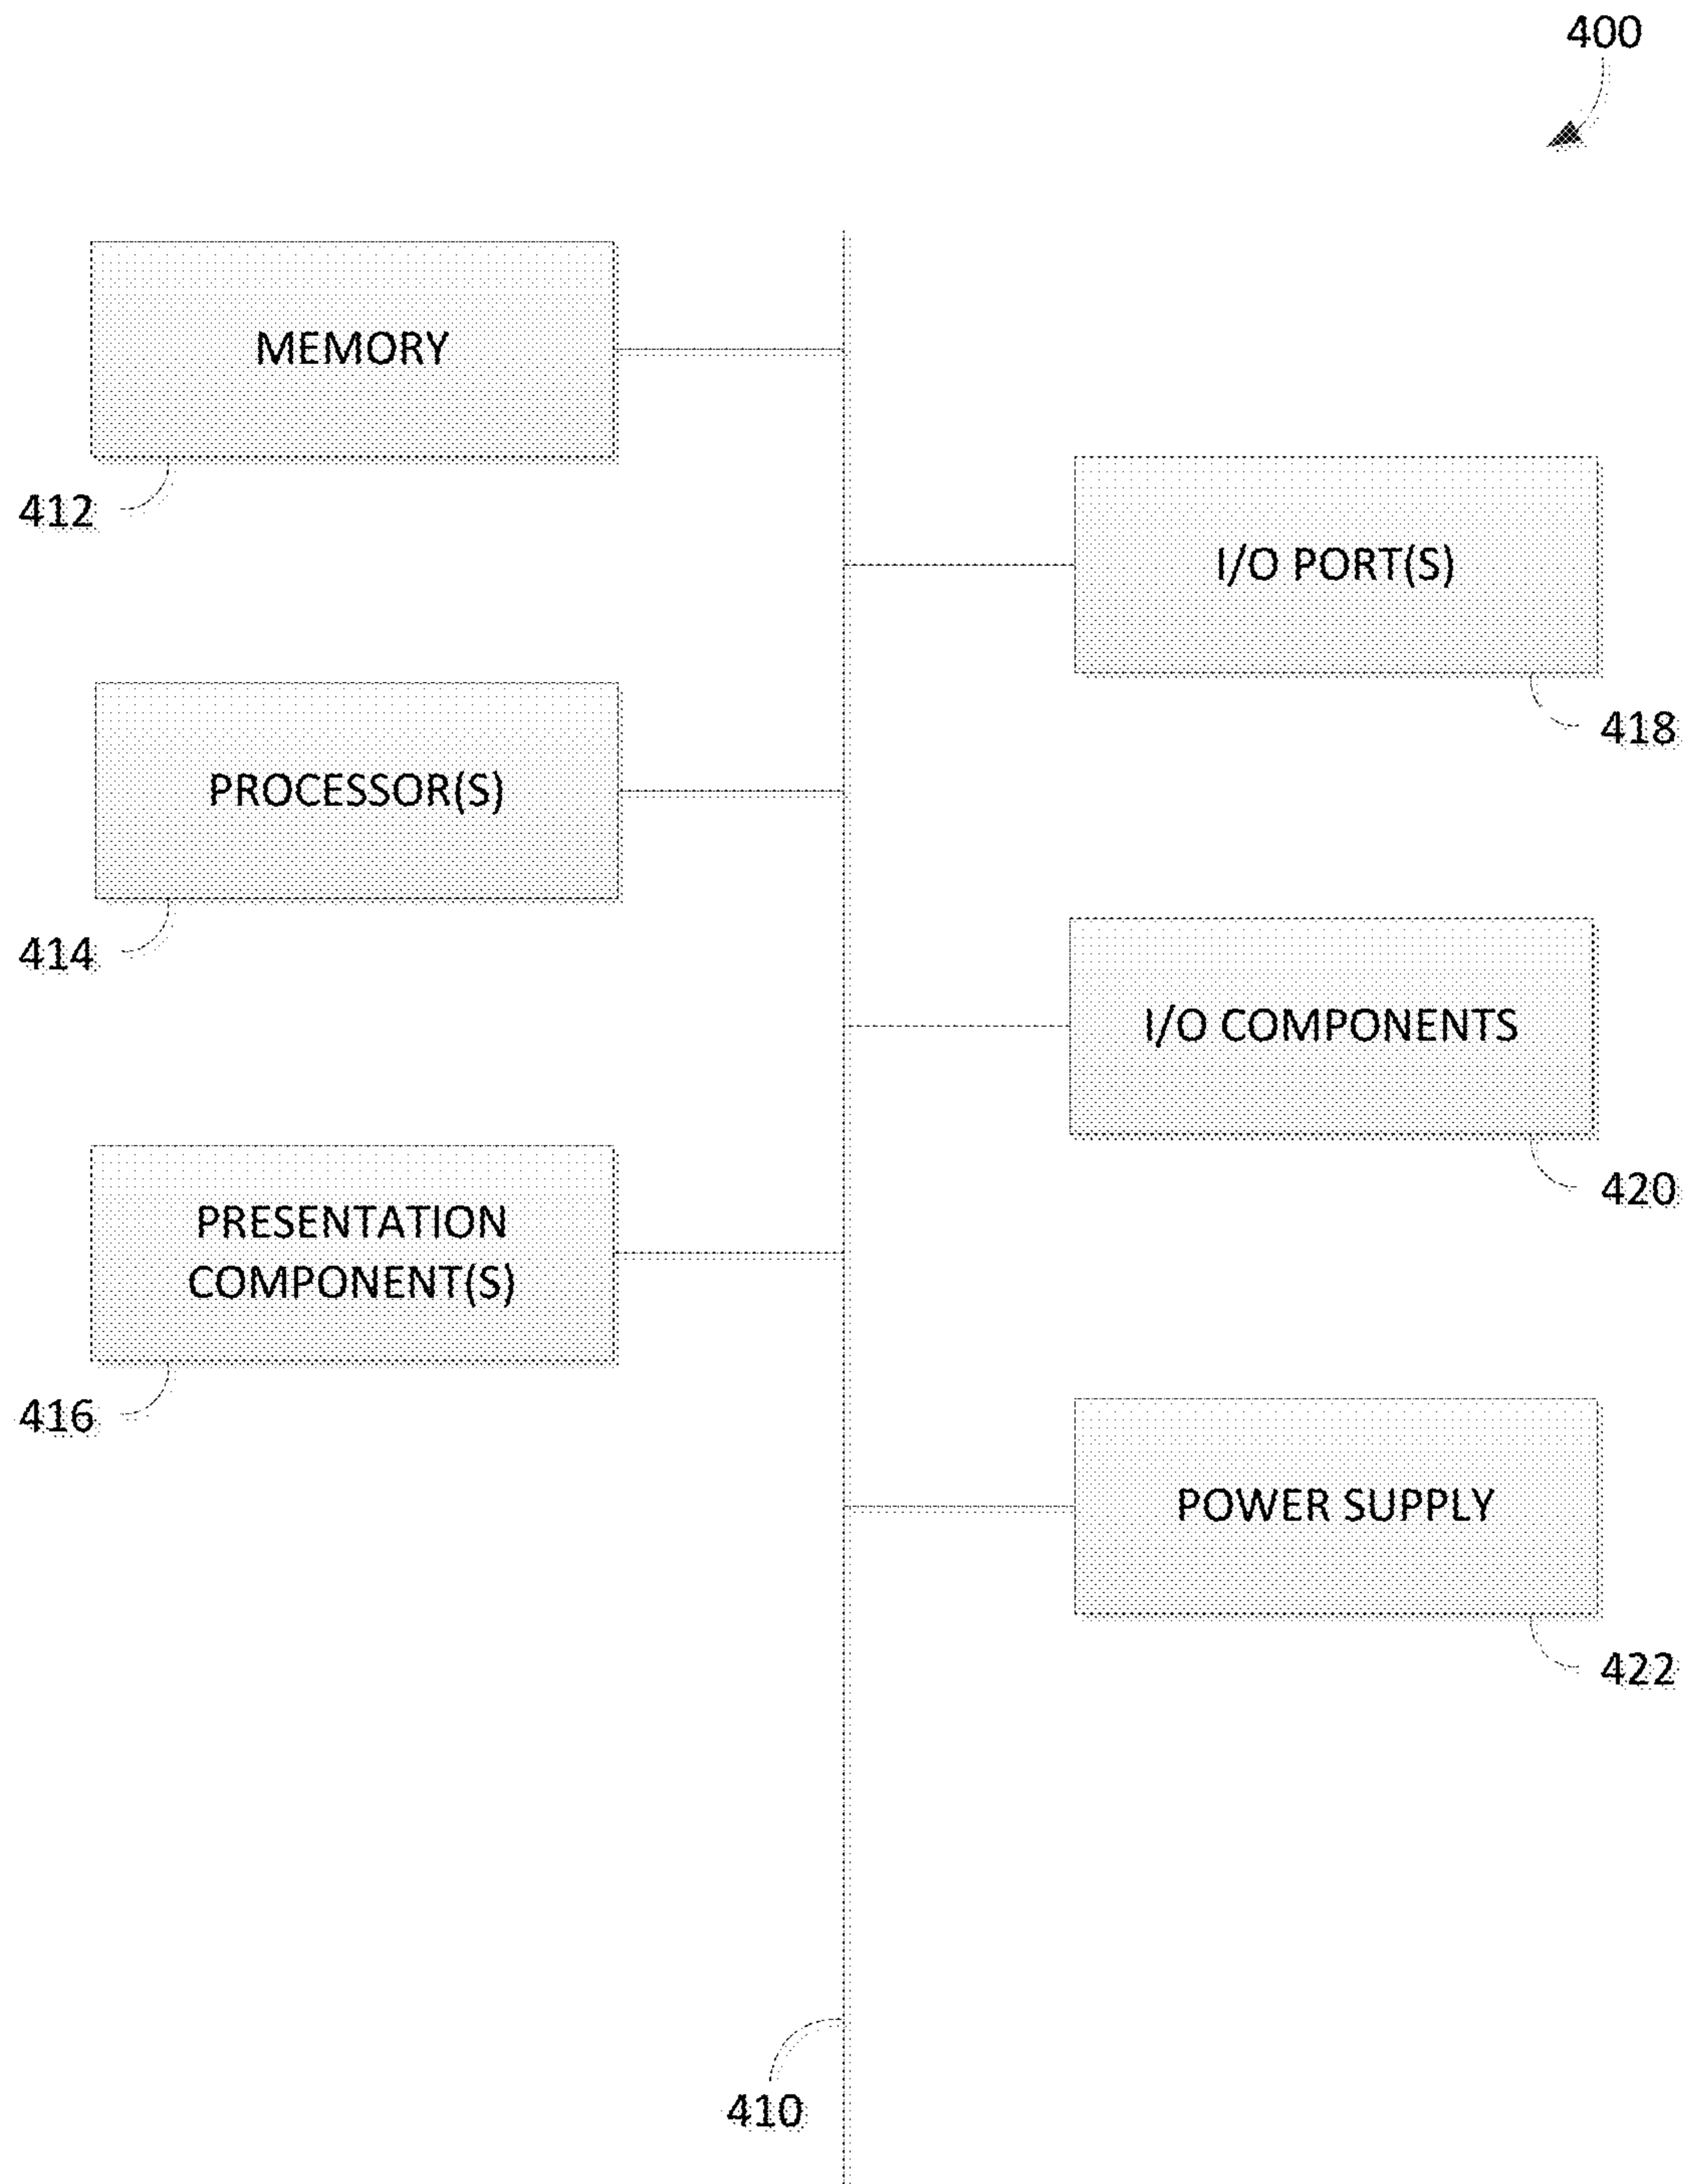 400
MEMORY
412
I/O PORT(S)
418
PROCESSOR(S)
414
I/O COMPONENTS
420
PRESENTATION
COMPONENT(S)
416
POWER SUPPLY
422
410